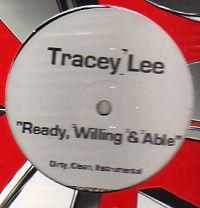 Tracey Lee
"Ready, Willing & Able"
Dirty, Clean, Instrumental